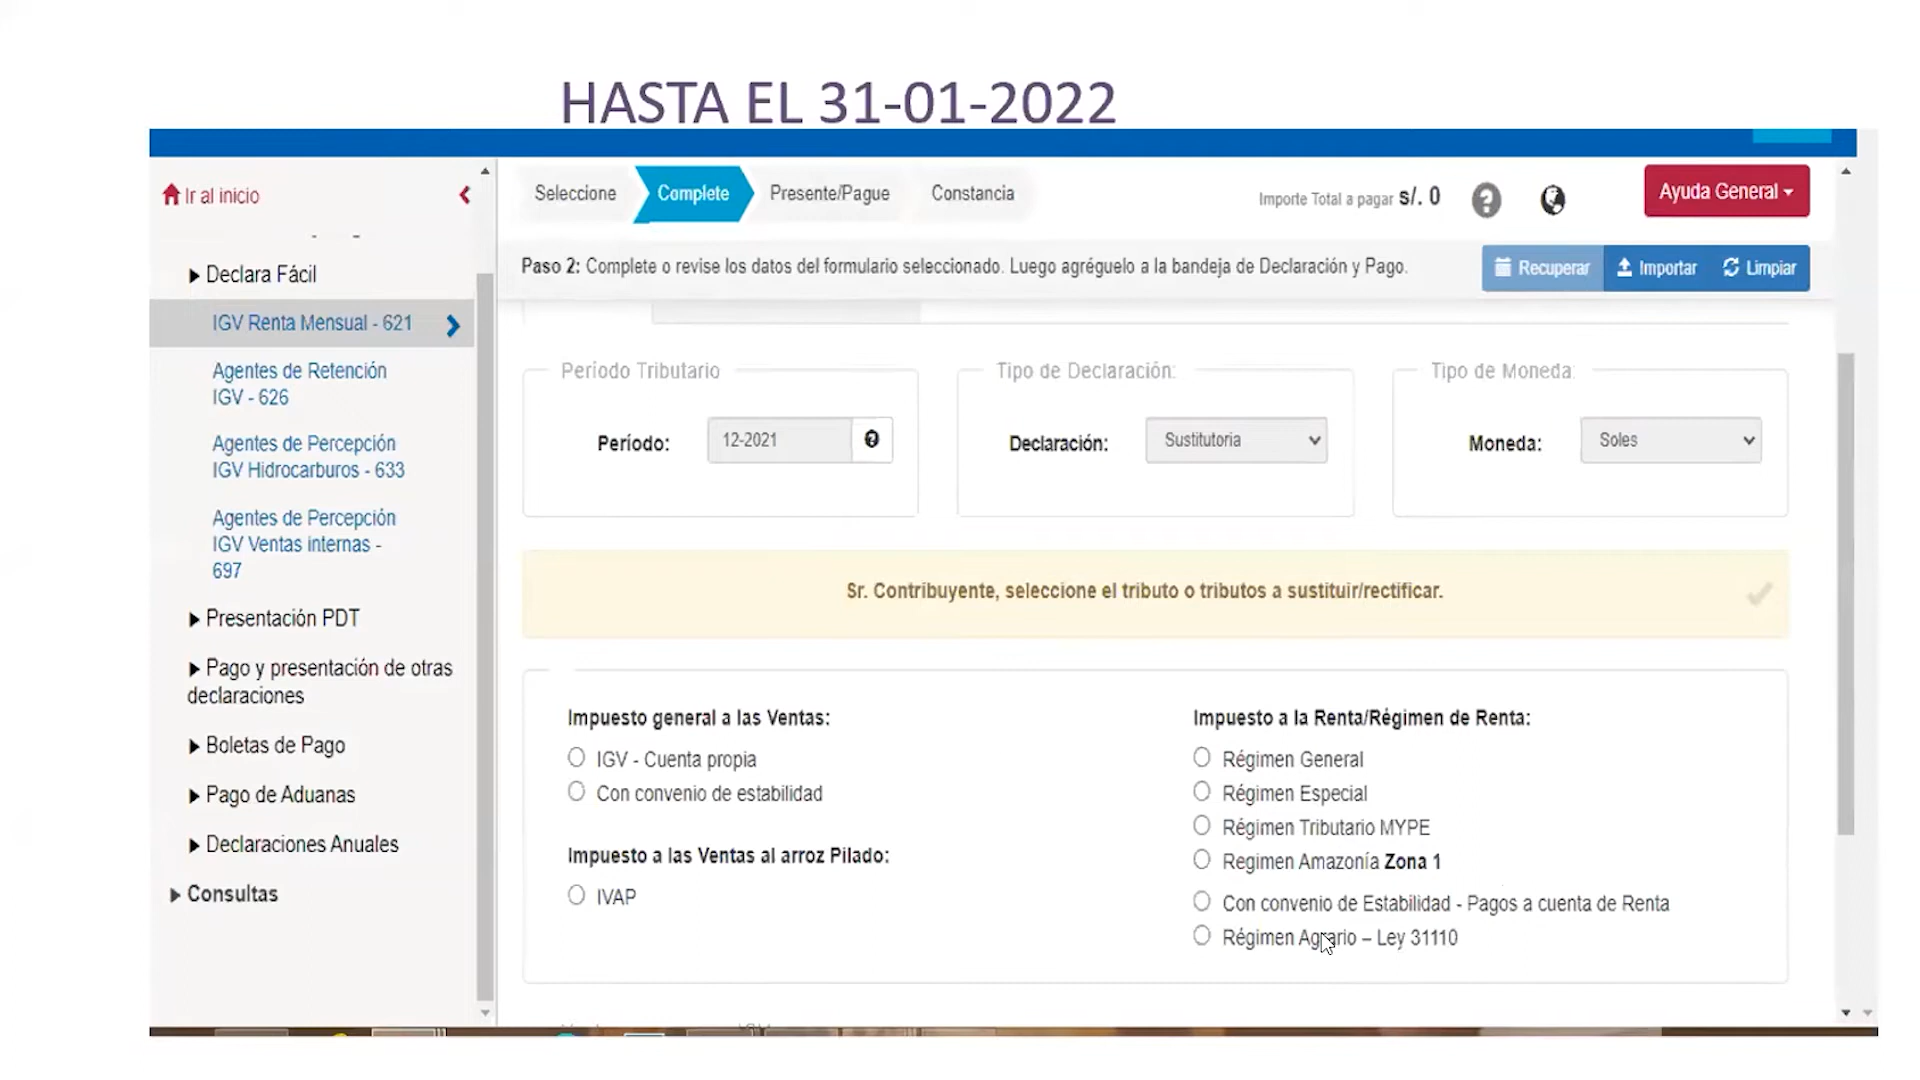 HASTA EL 31-01-2022
Ir al inicio
Declara Fácil
IGV Renta Mensual - 621
Agentes de Retención
IGV - 626
Agentes de Percepción
IGV Hidrocarburos - 633
Agentes de Percepción
IGV Ventas internas -
697
Presentación PDT
Pago y presentación de otras
declaraciones
Boletas de Pago
Pago de Aduanas
Declaraciones Anuales
Consultas
Seleccione Complete Presente/Pague Constancia
Importe Total a pagar s/. 0
Ayuda General
Paso 2: Complete o revise los datos del formulario seleccionado. Luego agréguelo a la bandeja de Declaración y Pago.
Recuperar Importar Limpiar
Período Tributario
Período: 12-2021
Tipo de Declaración:
Declaración: Sustitutoria
Tipo de Moneda:
Moneda: Soles
Sr. Contribuyente, seleccione el tributo o tributos a sustituir/rectificar.
Impuesto general a las Ventas:
IGV - Cuenta propia
Con convenio de estabilidad
Impuesto a las Ventas al arroz Pilado:
IVAP
Impuesto a la Renta/Régimen de Renta:
Régimen General
Régimen Especial
Régimen Tributario MYPE
Regimen Amazonía Zona 1
Con convenio de Estabilidad - Pagos a cuenta de Renta
Régimen Agrario – Ley 31110